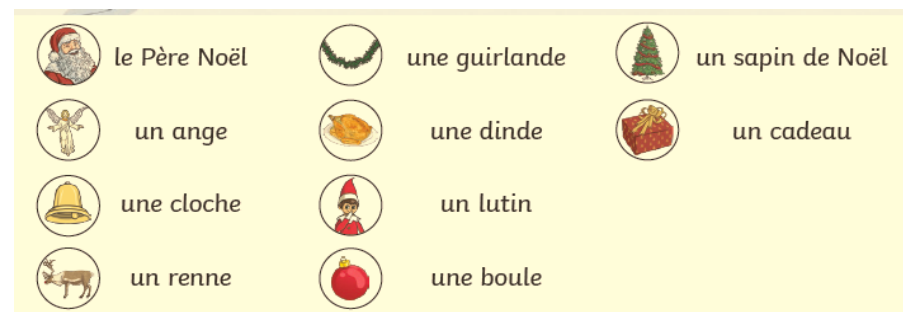 le Père Noël
une guirlande
un sapin de Noël
un ange
une dinde
un cadeau
une cloche
un lutin
un renne
une boule